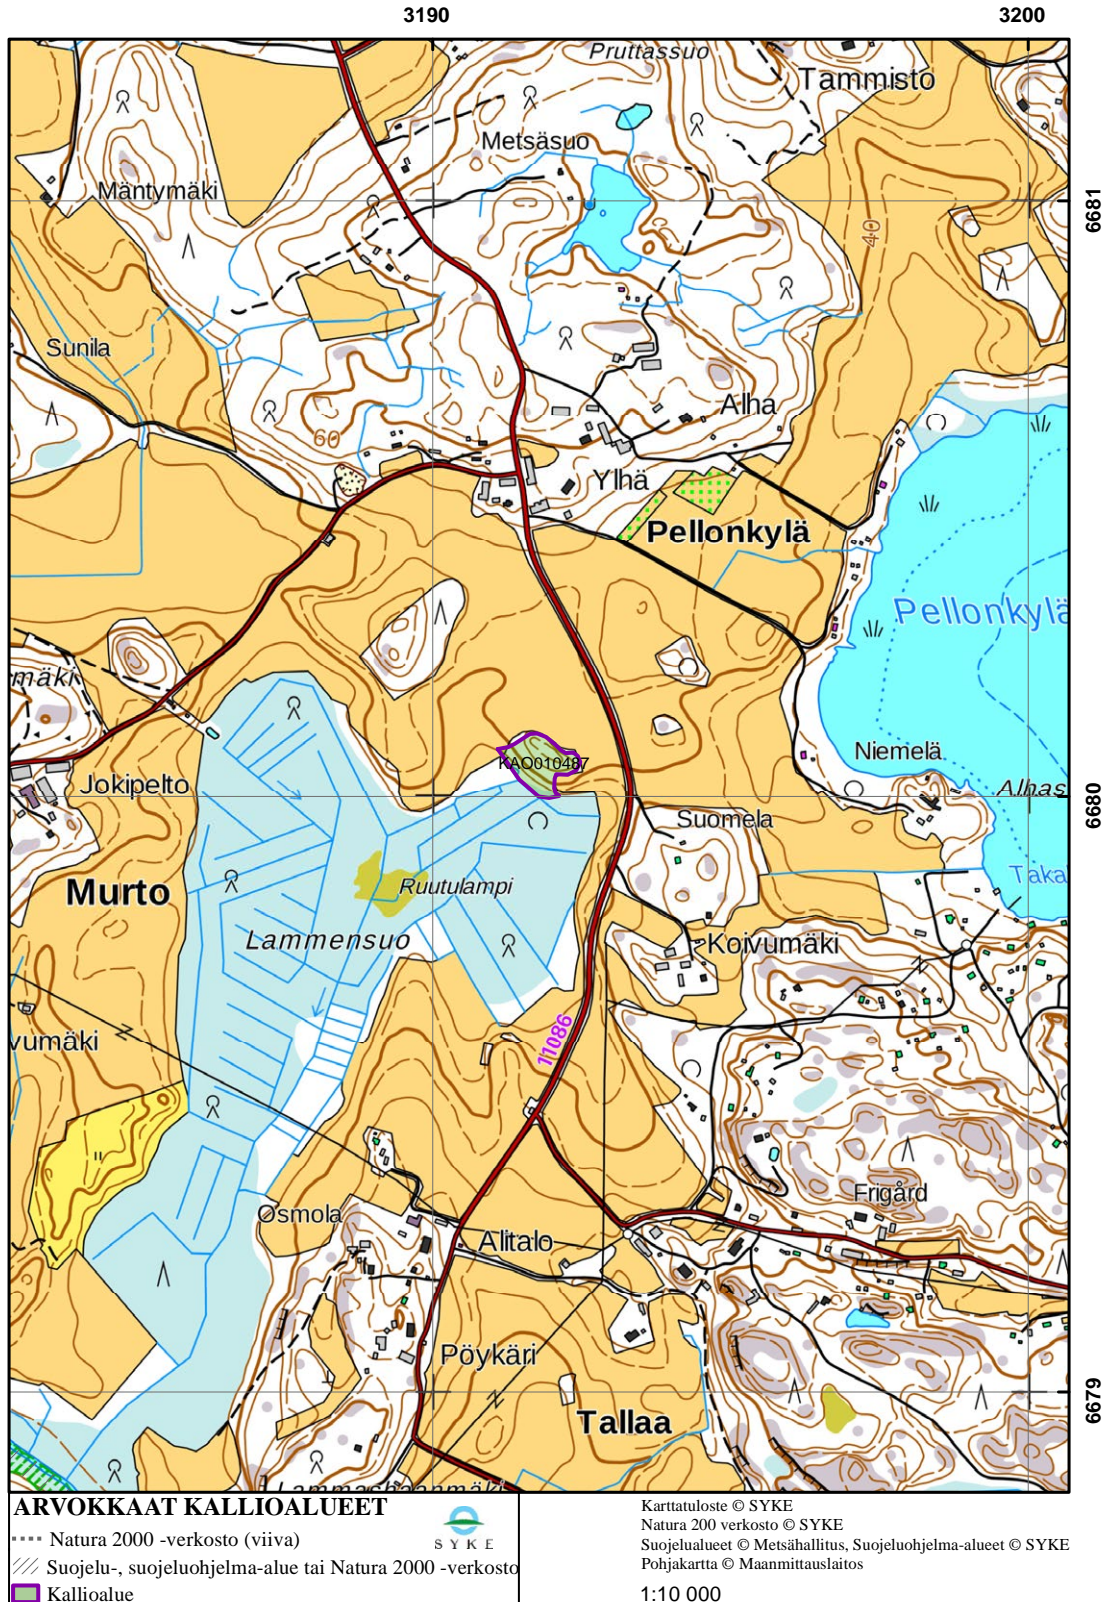 3190
3200
Pruttassuo
Tammisto
Metsäsuo
Mäntymäki
6681
40
Sunila
Alha
60
Ylhä
Pellonkylä
Pellonkylä
mäki
KAO010487
Niemelä
Jokipelto
Alhas
6680
Suomela
Murto
Ruutulampi
Taka
Lammensuo
Koivumäki
11086
vumäki
Frigård
Osmola
Alitalo
Pöykäri
6679
Tallaa
Lammashaanmäki
ARVOKKAAT KALLIOALUEET
SYKE
Natura 2000 -verkosto (viiva)
Suojelu-, suojeluohjelma-alue tai Natura 2000 -verkosto
Kallioalue
Karttatuloste © SYKE
Natura 200 verkosto © SYKE
Suojelualueet © Metsähallitus, Suojeluohjelma-alueet © SYKE
Pohjakartta © Maanmittauslaitos
1:10 000